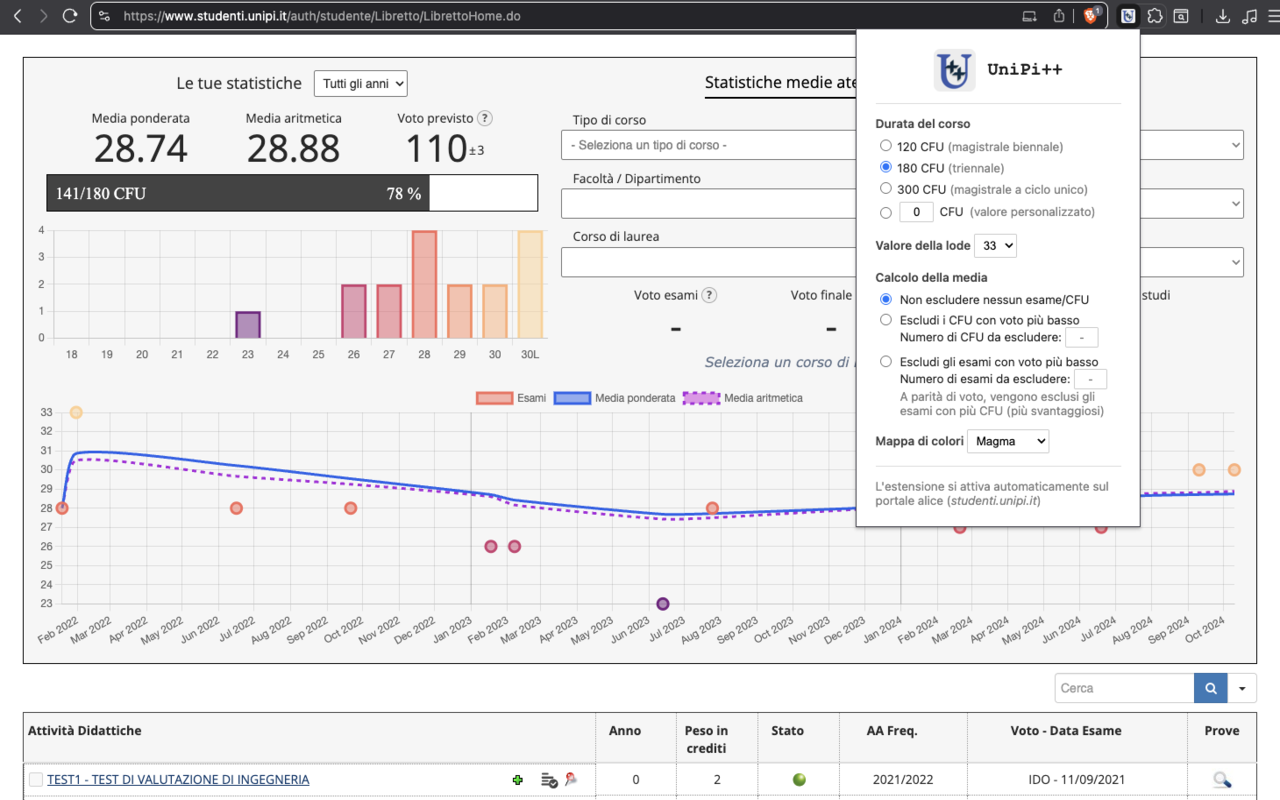 https://www.studenti.unipi.it/auth/studente/Libretto/LibrettoHome.do
1
Le tue statistiche
Tutti gli anni
Media ponderata
Media aritmetica
Voto previsto ?
28.74
28.88
110 ±3
141/180 CFU
78 %
4
3
2
1
0
18 19 20 21 22 23 24 25 26 27 28 29 30 30L
Statistiche medie ate
Tipo di corso
- Seleziona un tipo di corso -
Facoltà / Dipartimento
Corso di laurea
Voto esami ?
Voto finale
studi
-
-
Seleziona un corso di
UniPi++
Durata del corso
120 CFU (magistrale biennale)
180 CFU (triennale)
300 CFU (magistrale a ciclo unico)
0 CFU (valore personalizzato)
Valore della lode 33
Calcolo della media
Non escludere nessun esame/CFU
Escludi i CFU con voto più basso
Numero di CFU da escludere: -
Escludi gli esami con voto più basso
Numero di esami da escludere: -
A parità di voto, vengono esclusi gli
esami con più CFU (più svantaggiosi)
Mappa di colori Magma
L'estensione si attiva automaticamente sul
portale alice (studenti.unipi.it)
Esami Media ponderata Media aritmetica
33
32
31
30
29
28
27
26
25
24
23
Feb 2022 Mar 2022 Apr 2022 May 2022 Jun 2022 Jul 2022 Aug 2022 Sep 2022 Oct 2022 Nov 2022 Dec 2022 Jan 2023 Feb 2023 Mar 2023 Apr 2023 May 2023 Jun 2023 Jul 2023 Aug 2023 Sep 2023 Oct 2023 Nov 2023 Dec 2023 Jan 2024 Feb 2024 Mar 2024 Apr 2024 May 2024 Jun 2024 Jul 2024 Aug 2024 Sep 2024 Oct 2024
Cerca
Attività Didattiche
Anno
Peso in
crediti
Stato
AA Freq.
Voto - Data Esame
Prove
TEST1 - TEST DI VALUTAZIONE DI INGEGNERIA
0
2
2021/2022
IDO - 11/09/2021